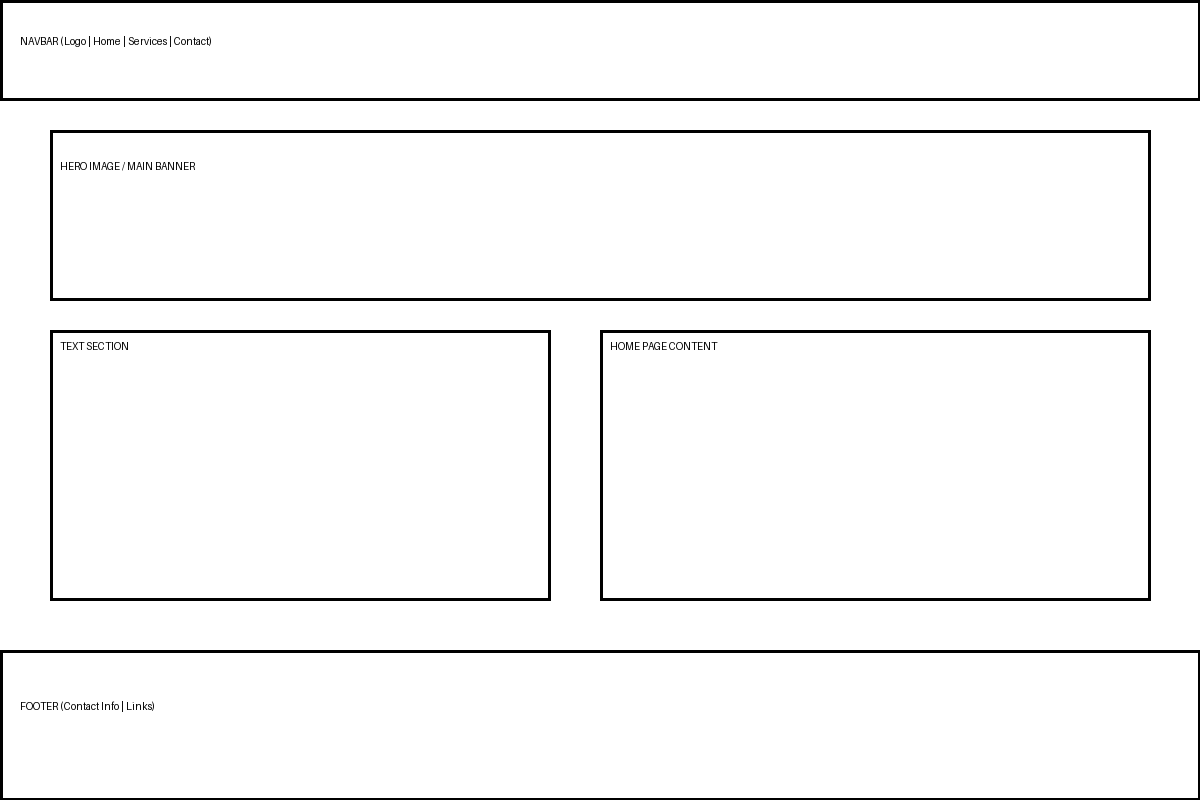 NAVBAR (Logo | Home | Services | Contact)
HERO IMAGE / MAIN BANNER
TEXT SECTION
HOME PAGE CONTENT
FOOTER (Contact Info | Links)